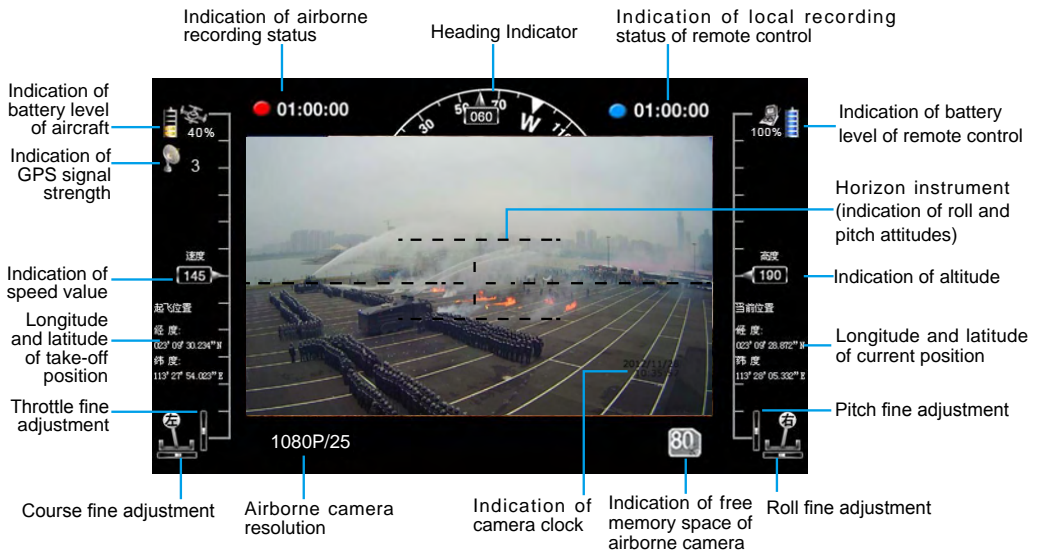 Indication of airborne
recording status
Heading Indicator
Indication of local recording
status of remote control
Indication of
battery level
of aircraft
Indication of
GPS signal
strength
Indication of
speed value
Longitude
and latitude
of take-off
position
Throttle fine
adjustment
Course fine adjustment
01:00:00
30
50
70
060
W
01:00:00
40%
3
100%
速度
145
高度
190
起飞位置
经 度:
023° 09' 30.234" N
纬 度:
113° 27' 54.023" E
当前位置
经 度:
023° 09' 28.872" N
纬 度
113° 28' 05.332" E
左
右
1080P/25
80
Indication of battery
level of remote control
Horizon instrument
(indication of roll and
pitch attitudes)
Indication of altitude
Longitude and latitude
of current position
Pitch fine adjustment
Airborne camera
resolution
Indication of
camera clock
Indication of free
memory space of
airborne camera
Roll fine adjustment